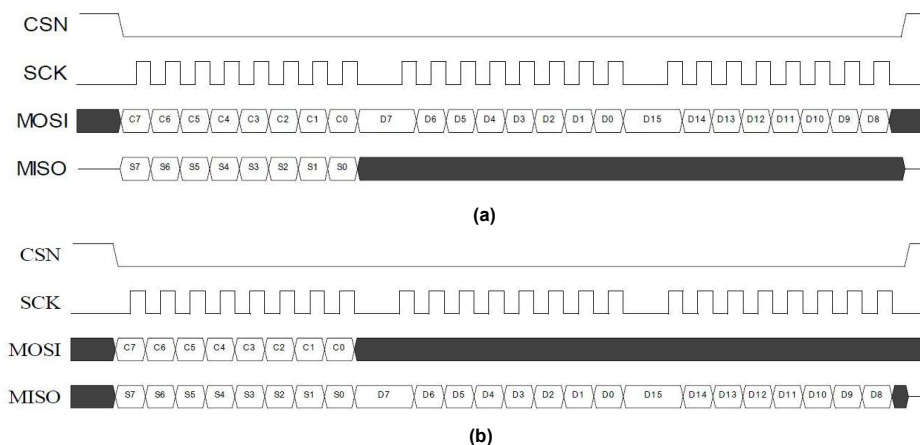 CSN
SCK
MOSI C7 C6 C5 C4 C3 C2 C1 C0 D7 D6 D5 D4 D3 D2 D1 D0 D15 D14 D13 D12 D11 D10 D9 D8
MISO S7 S6 S5 S4 S3 S2 S1 S0
(a)
CSN
SCK
MOSI C7 C6 C5 C4 C3 C2 C1 C0
MISO S7 S6 S5 S4 S3 S2 S1 S0 D7 D6 D5 D4 D3 D2 D1 D0 D15 D14 D13 D12 D11 D10 D9 D8
(b)